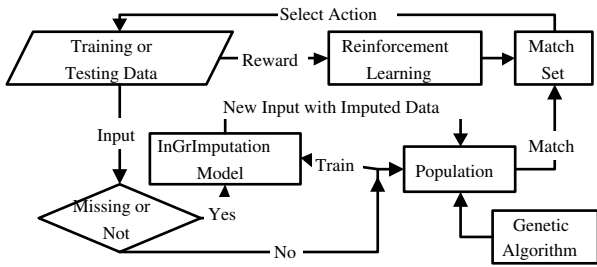 Select Action
Training or
Testing Data
Reward
Reinforcement
Learning
Match
Set
New Input with Imputed Data
Input
InGrImputation
Model
Train
Population
Match
Missing or
Not
Yes
No
Genetic
Algorithm